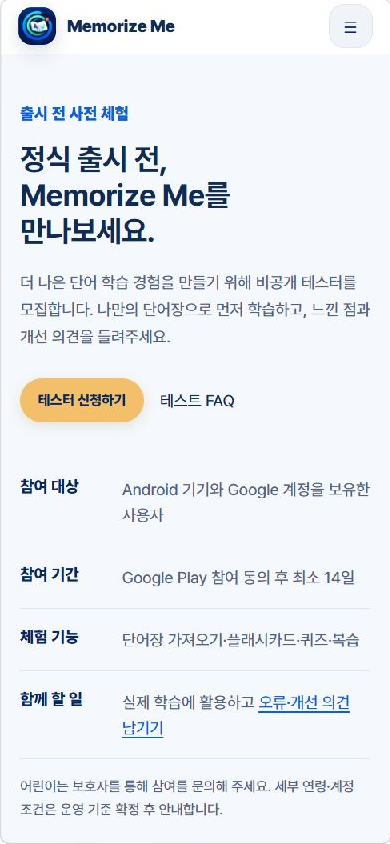 Memorize Me
출시 전 사전 체험
정식 출시 전,
Memorize Me를
만나보세요.
더 나은 단어 학습 경험을 만들기 위해 비공개 테스터를
모집합니다. 나만의 단어장으로 먼저 학습하고, 느낀 점과
개선 의견을 들려주세요.
테스터 신청하기 테스트 FAQ
참여 대상 Android 기기와 Google 계정을 보유한
사용자
참여 기간 Google Play 참여 동의 후 최소 14일
체험 기능 단어장 가져오기·플래시카드·퀴즈·복습
함께 할 일 실제 학습에 활용하고 오류·개선 의견
남기기
어린이는 보호자를 통해 참여를 문의해 주세요. 세부 연령·계정
조건은 운영 기준 확정 후 안내합니다.